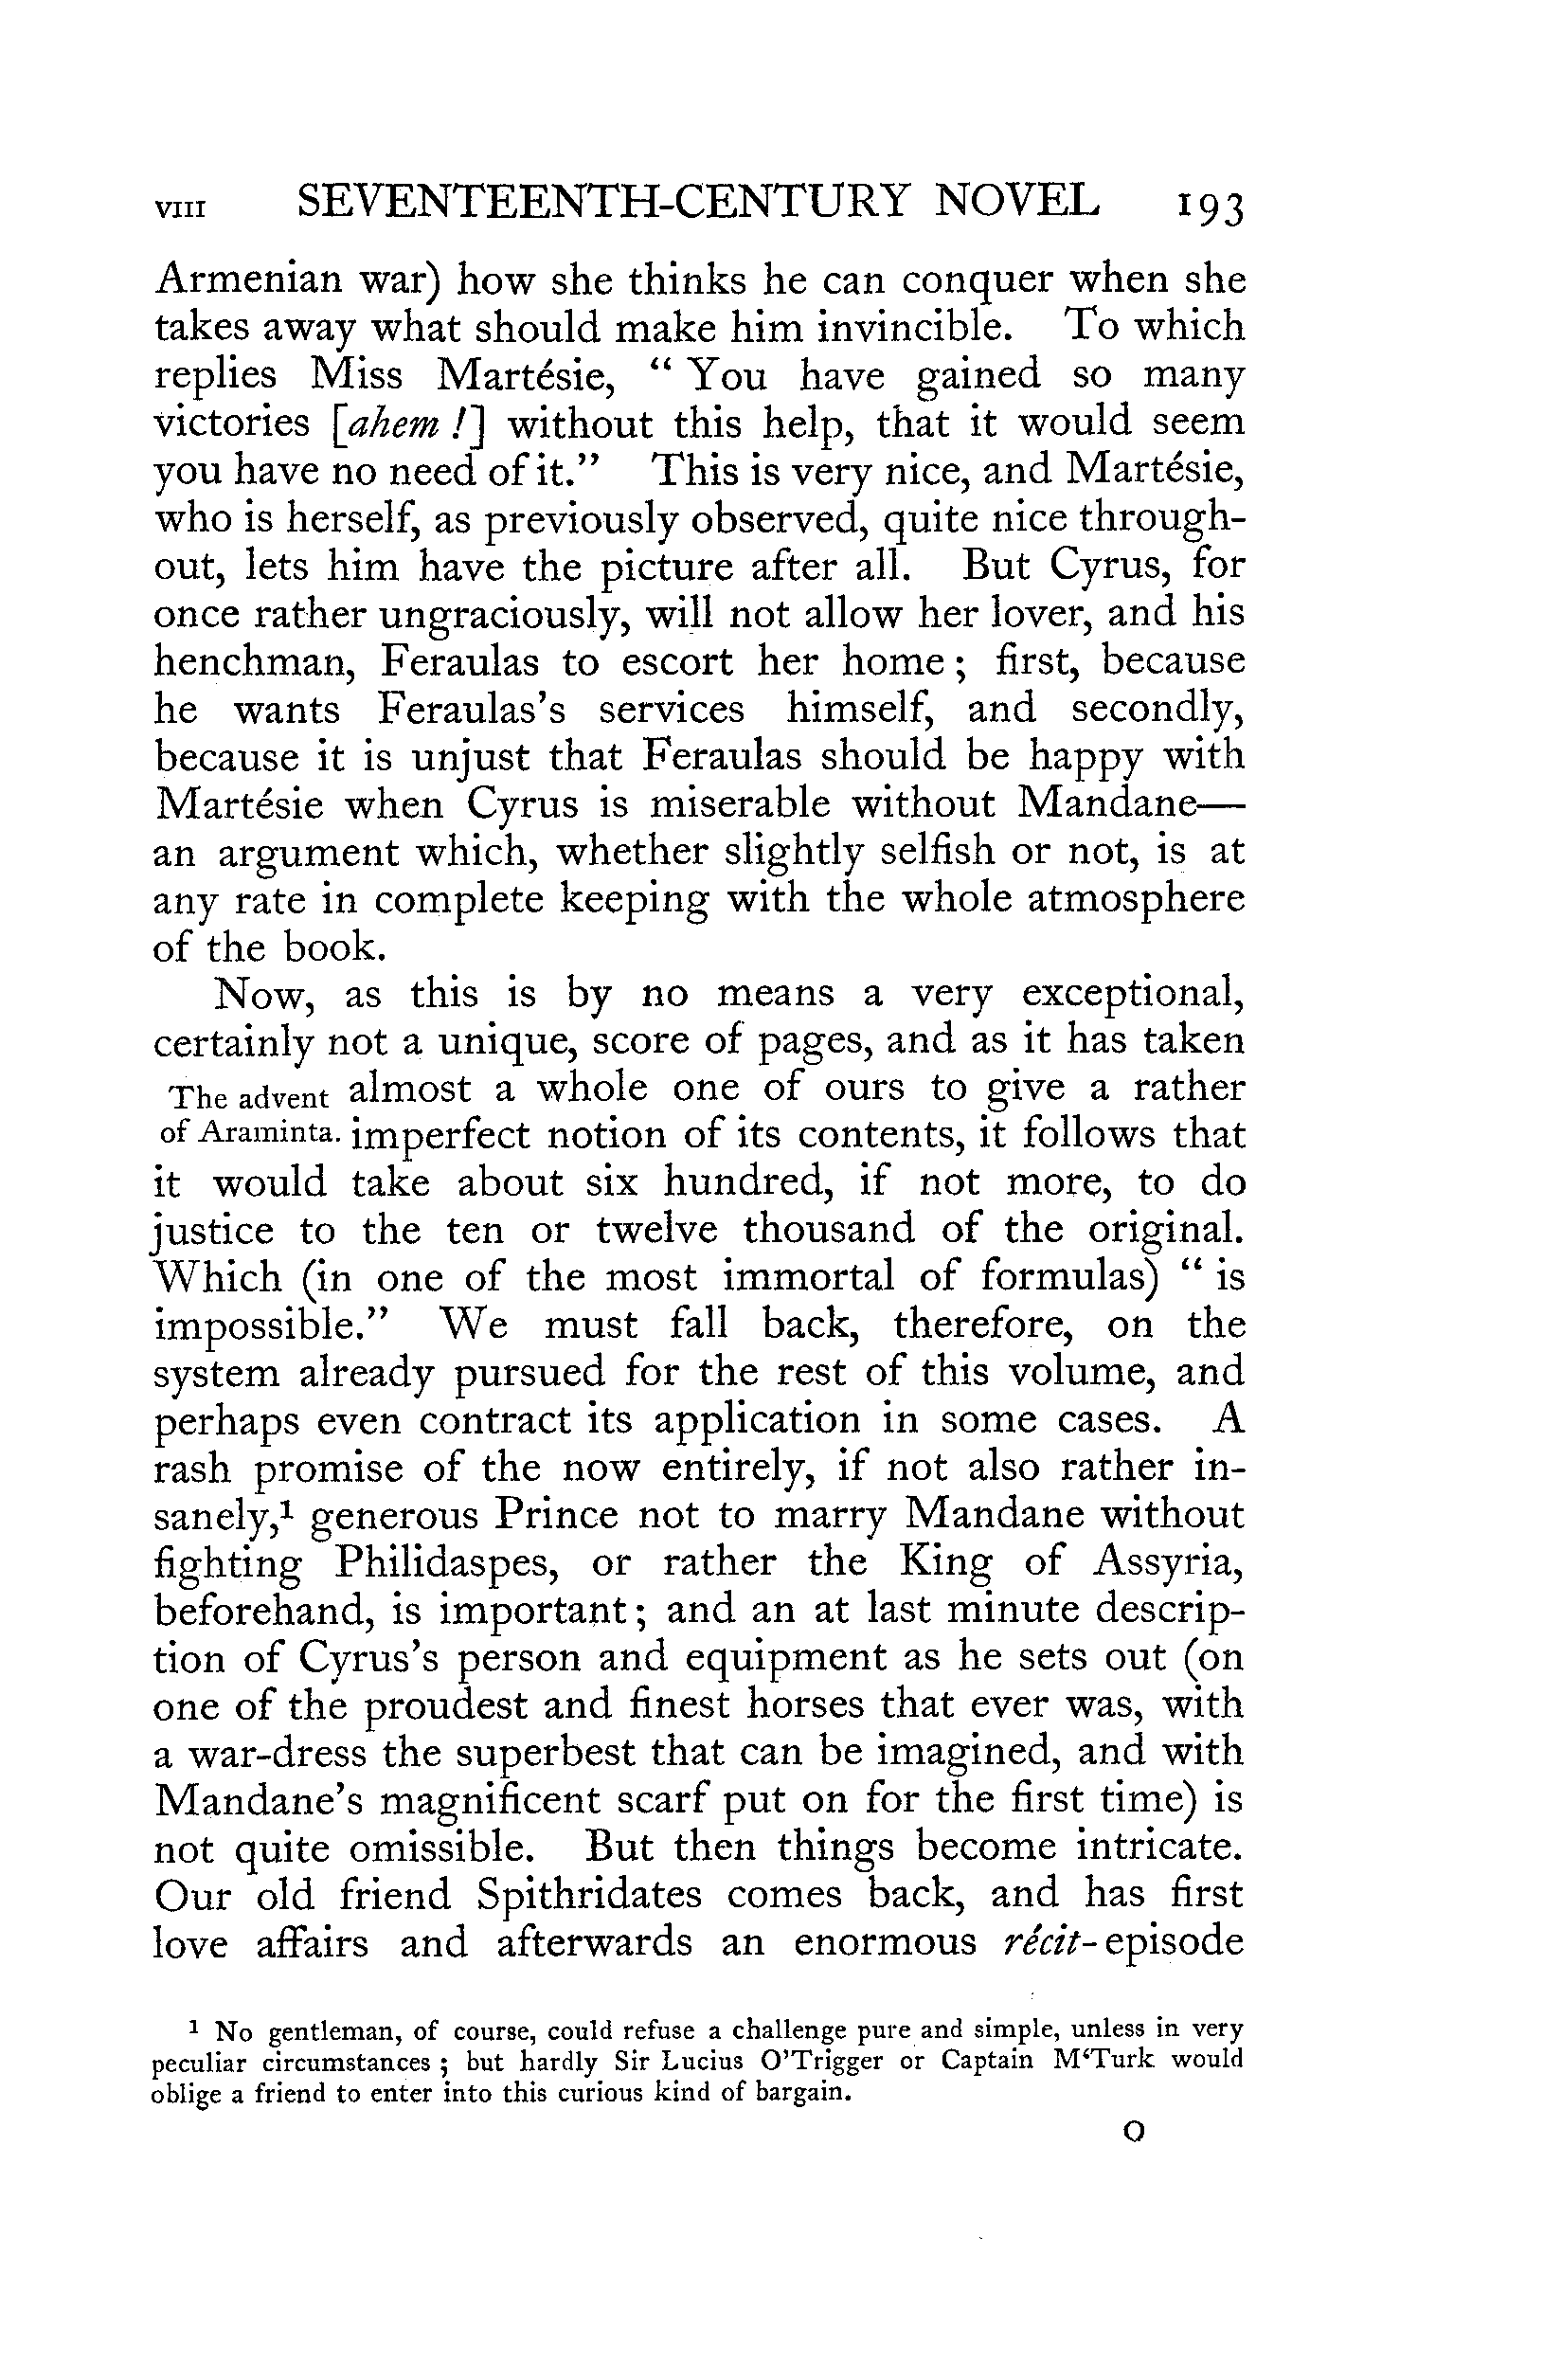 VIII SEVENTEENTH-CENTURY NOVEL 193
Armenian war) how she thinks he can conquer when she
takes away what should make him invincible. To which
replies Miss Martésie, “ You have gained so many
victories [ahem !] without this help, that it would seem
you have no need of it.” This is very nice, and Martésie,
who is herself, as previously observed, quite nice through-
out, lets him have the picture after all. But Cyrus, for
once rather ungraciously, will not allow her lover, and his
henchman, Feraulas to escort her home ; first, because
he wants Feraulas’s services himself, and secondly,
because it is unjust that Feraulas should be happy with
Martésie when Cyrus is miserable without Mandane—
an argument which, whether slightly selfish or not, is at
any rate in complete keeping with the whole atmosphere
of the book.
Now, as this is by no means a very exceptional,
certainly not a unique, score of pages, and as it has taken
The advent almost a whole one of ours to give a rather
of Araminta. imperfect notion of its contents, it follows that
it would take about six hundred, if not more, to do
justice to the ten or twelve thousand of the original.
Which (in one of the most immortal of formulas) “ is
impossible.” We must fall back, therefore, on the
system already pursued for the rest of this volume, and
perhaps even contract its application in some cases. A
rash promise of the now entirely, if not also rather in-
sanely,¹ generous Prince not to marry Mandane without
fighting Philidaspes, or rather the King of Assyria,
beforehand, is important ; and an at last minute descrip-
tion of Cyrus’s person and equipment as he sets out (on
one of the proudest and finest horses that ever was, with
a war-dress the superbest that can be imagined, and with
Mandane’s magnificent scarf put on for the first time) is
not quite omissible. But then things become intricate.
Our old friend Spithridates comes back, and has first
love affairs and afterwards an enormous récit-episode
¹ No gentleman, of course, could refuse a challenge pure and simple, unless in very
peculiar circumstances ; but hardly Sir Lucius O’Trigger or Captain M‘Turk would
oblige a friend to enter into this curious kind of bargain.
O